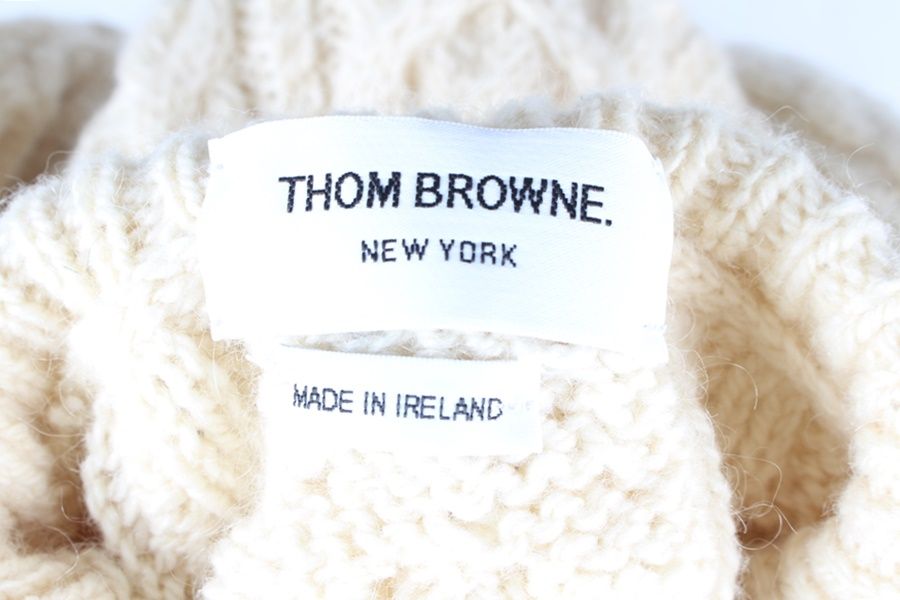 THOM BROWNE.
NEW YORK
MADE IN IRELAND